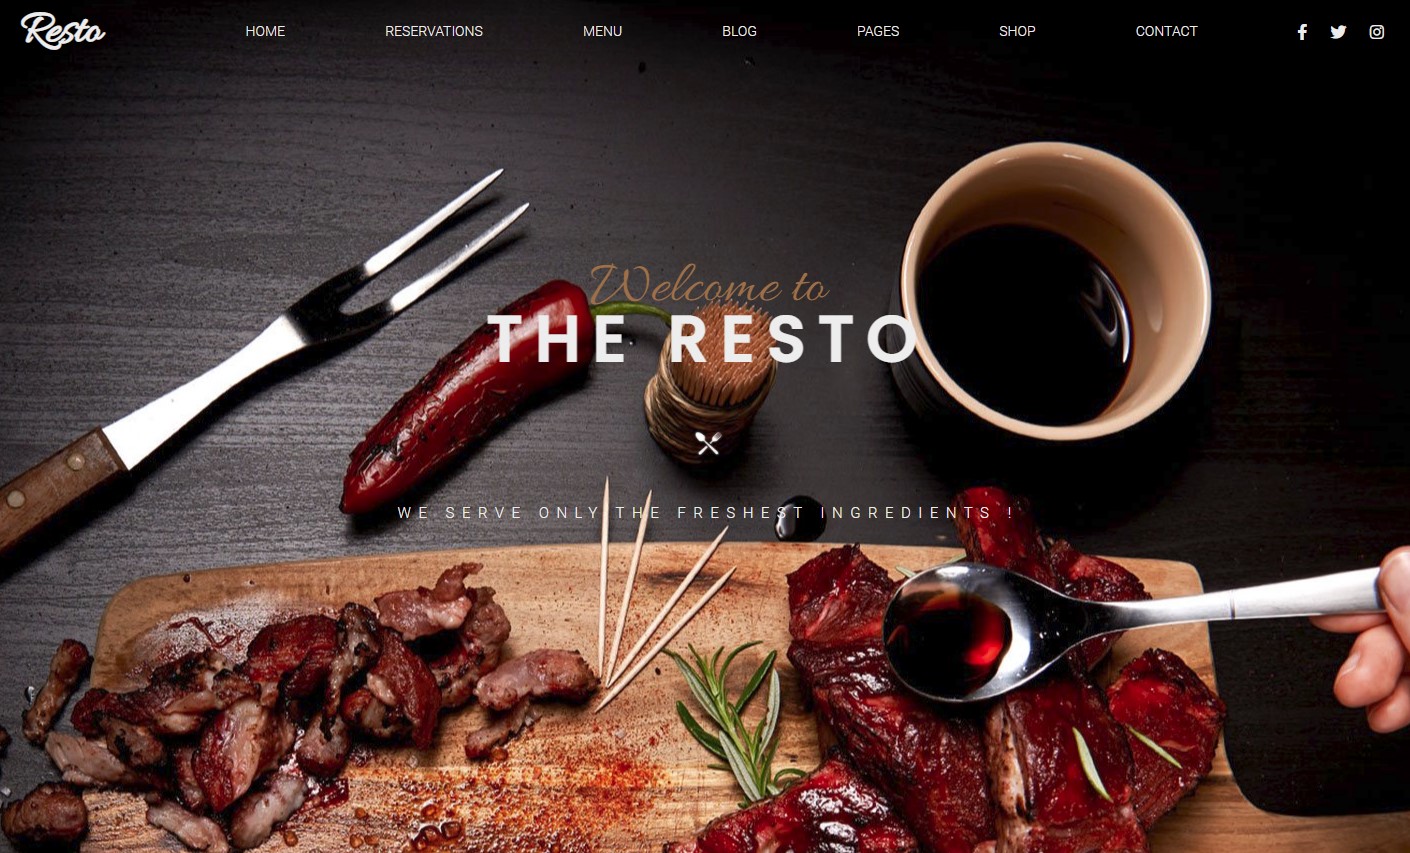 Resto
HOME RESERVATIONS MENU BLOG PAGES SHOP CONTACT
Welcome to
THE RESTO
WE SERVE ONLY THE FRESHEST INGREDIENTS !